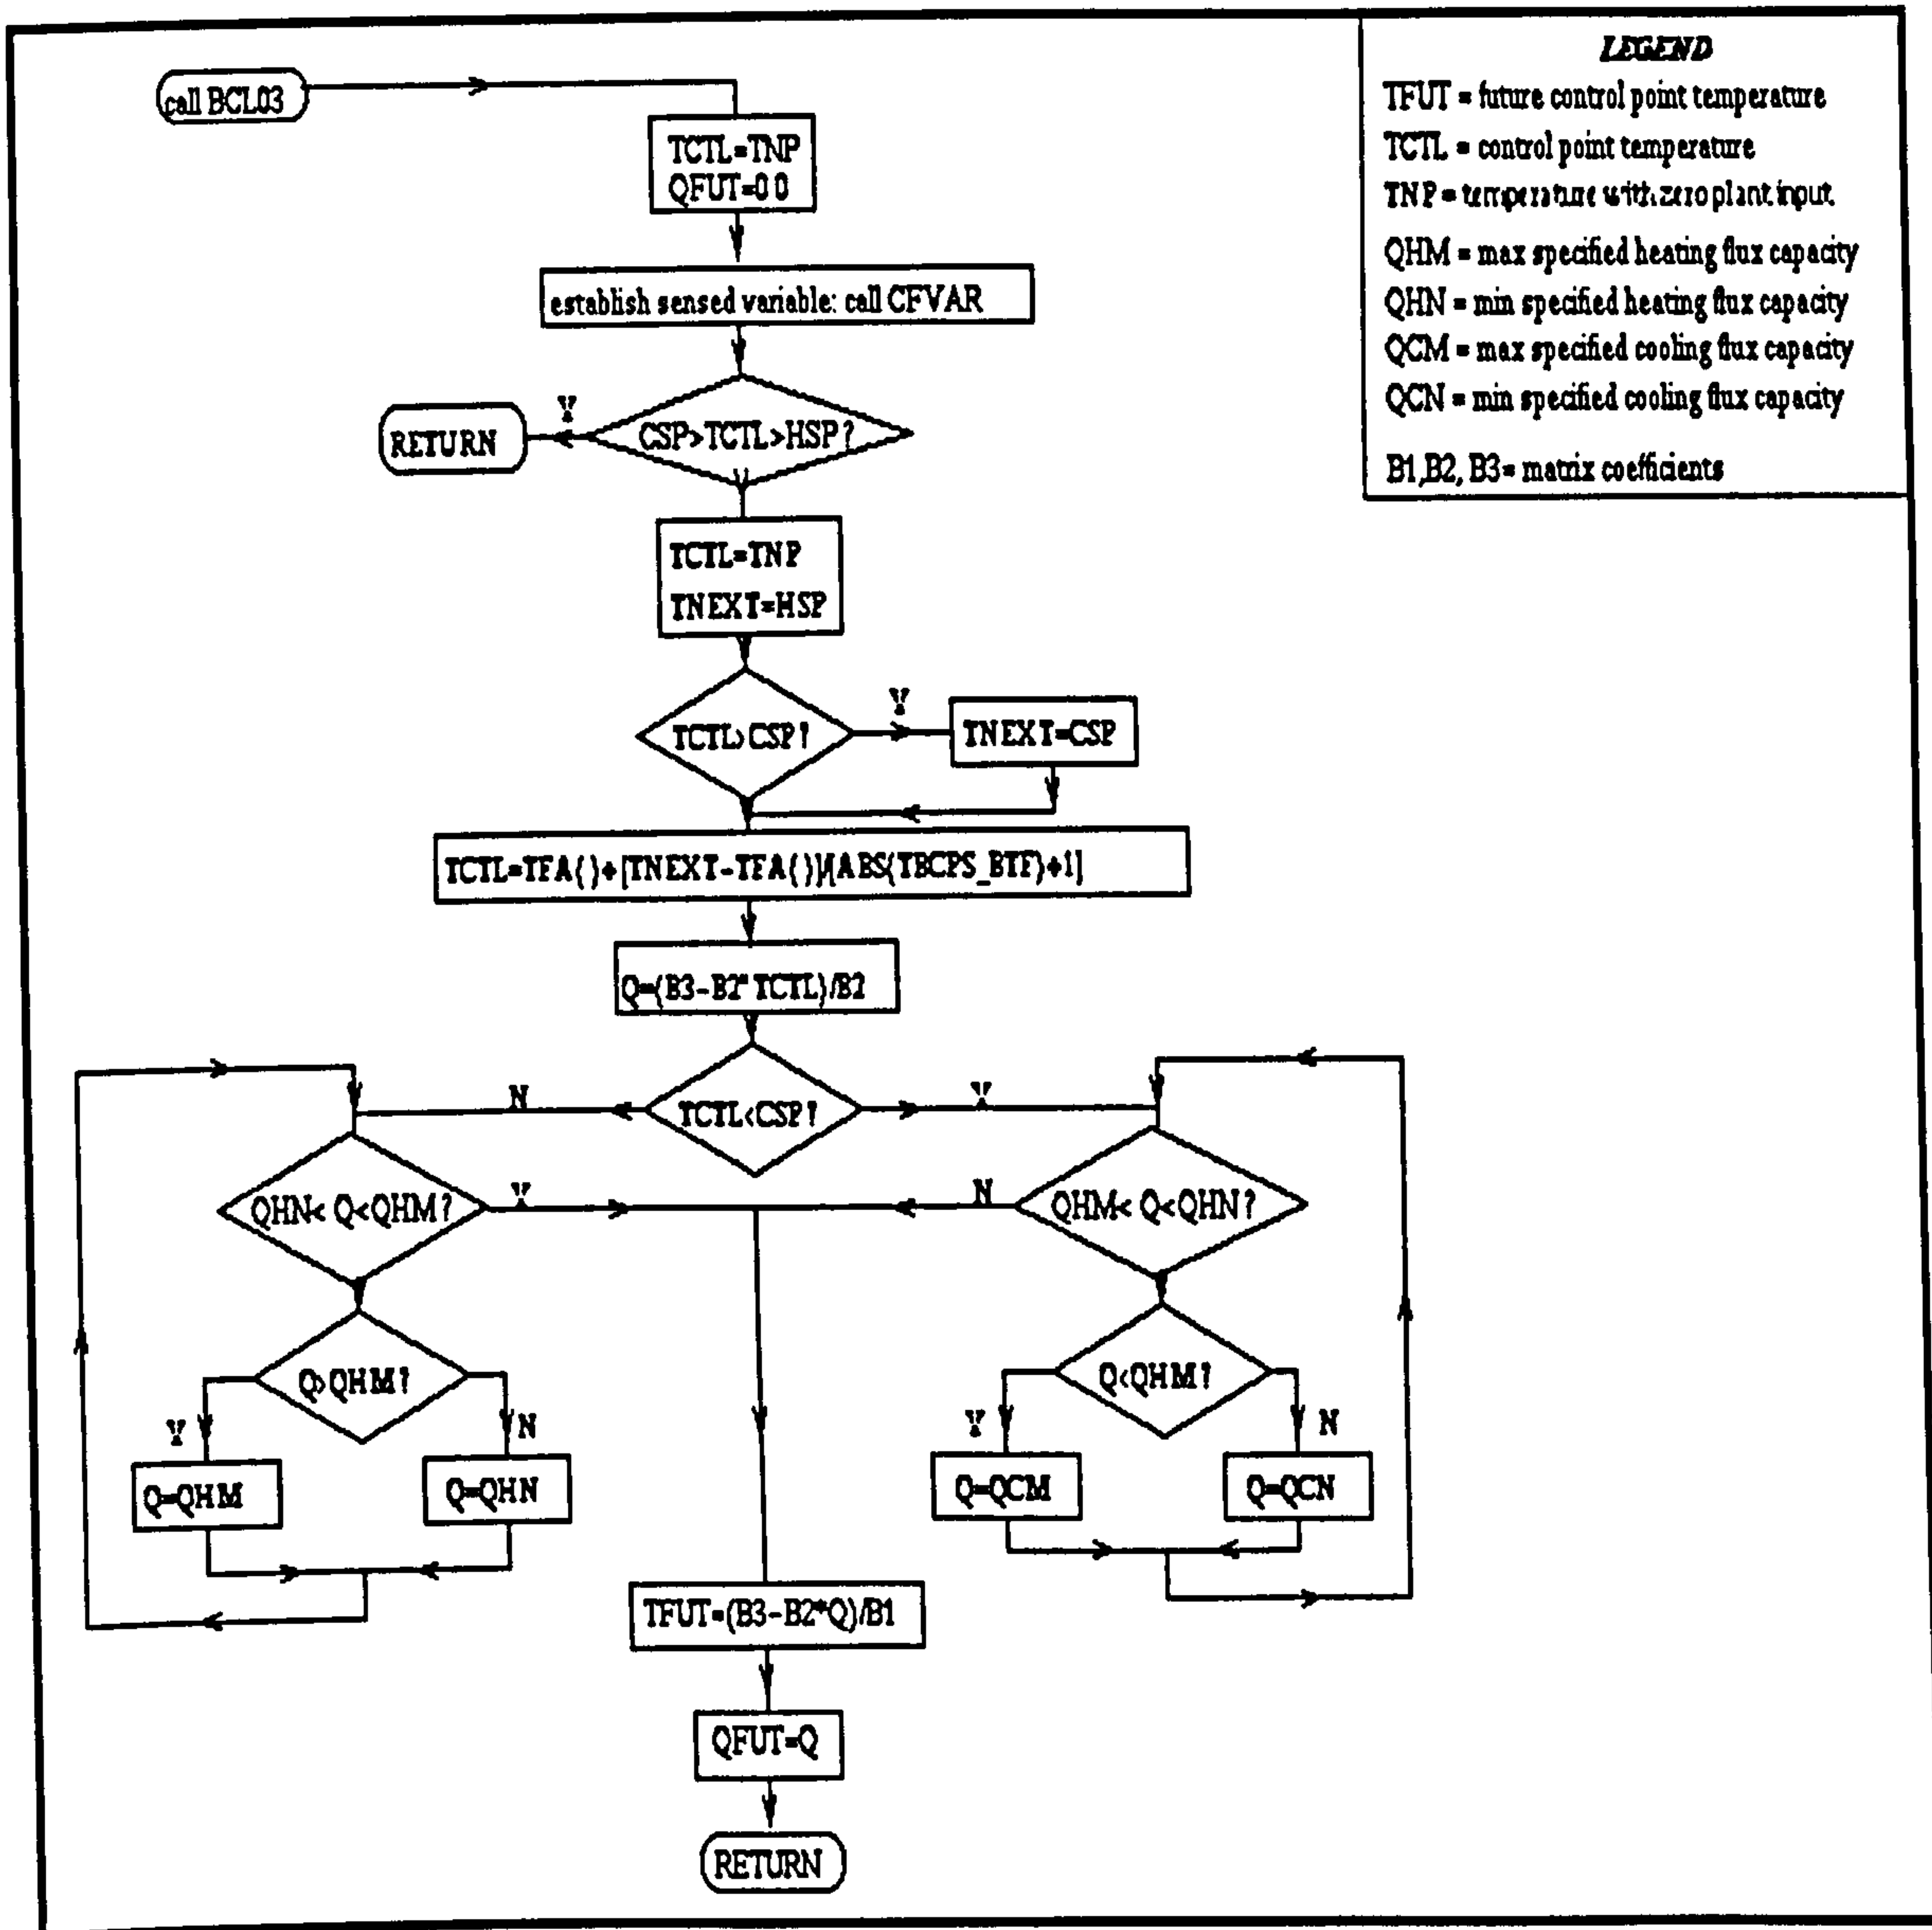 call BCL03
TCTL=TNP
QFUT=0 0
establish sensed variable: call CFVAR
CSP>TCTL>HSP?
Y
RETURN
TCTL=TNP
TNEXT=HSP
TCTL>CSP?
Y
TNEXT=CSP
TCTL=TFA()+[TNEXT-TFA()]/[ABS(TBCPS_BTF)+1]
Q=(B3-B2*TCTL)/B2
TCTL<CSP?
N
Y
QHN< Q<QHM?
Y
N
QHM< Q<QHN?
Q>QHM?
Y
N
Q=QHM
Q=QHN
Q<QHM?
Y
N
Q=QCM
Q=QCN
TFUT=(B3-B2*Q)/B1
QFUT=Q
RETURN
LEGEND
TFUT = future control point temperature
TCTL = control point temperature
TNP = temperature with zero plant input.
QHM = max specified heating flux capacity
QHN = min specified heating flux capacity
QCM = max specified cooling flux capacity
QCN = min specified cooling flux capacity
B1,B2, B3= matrix coefficients